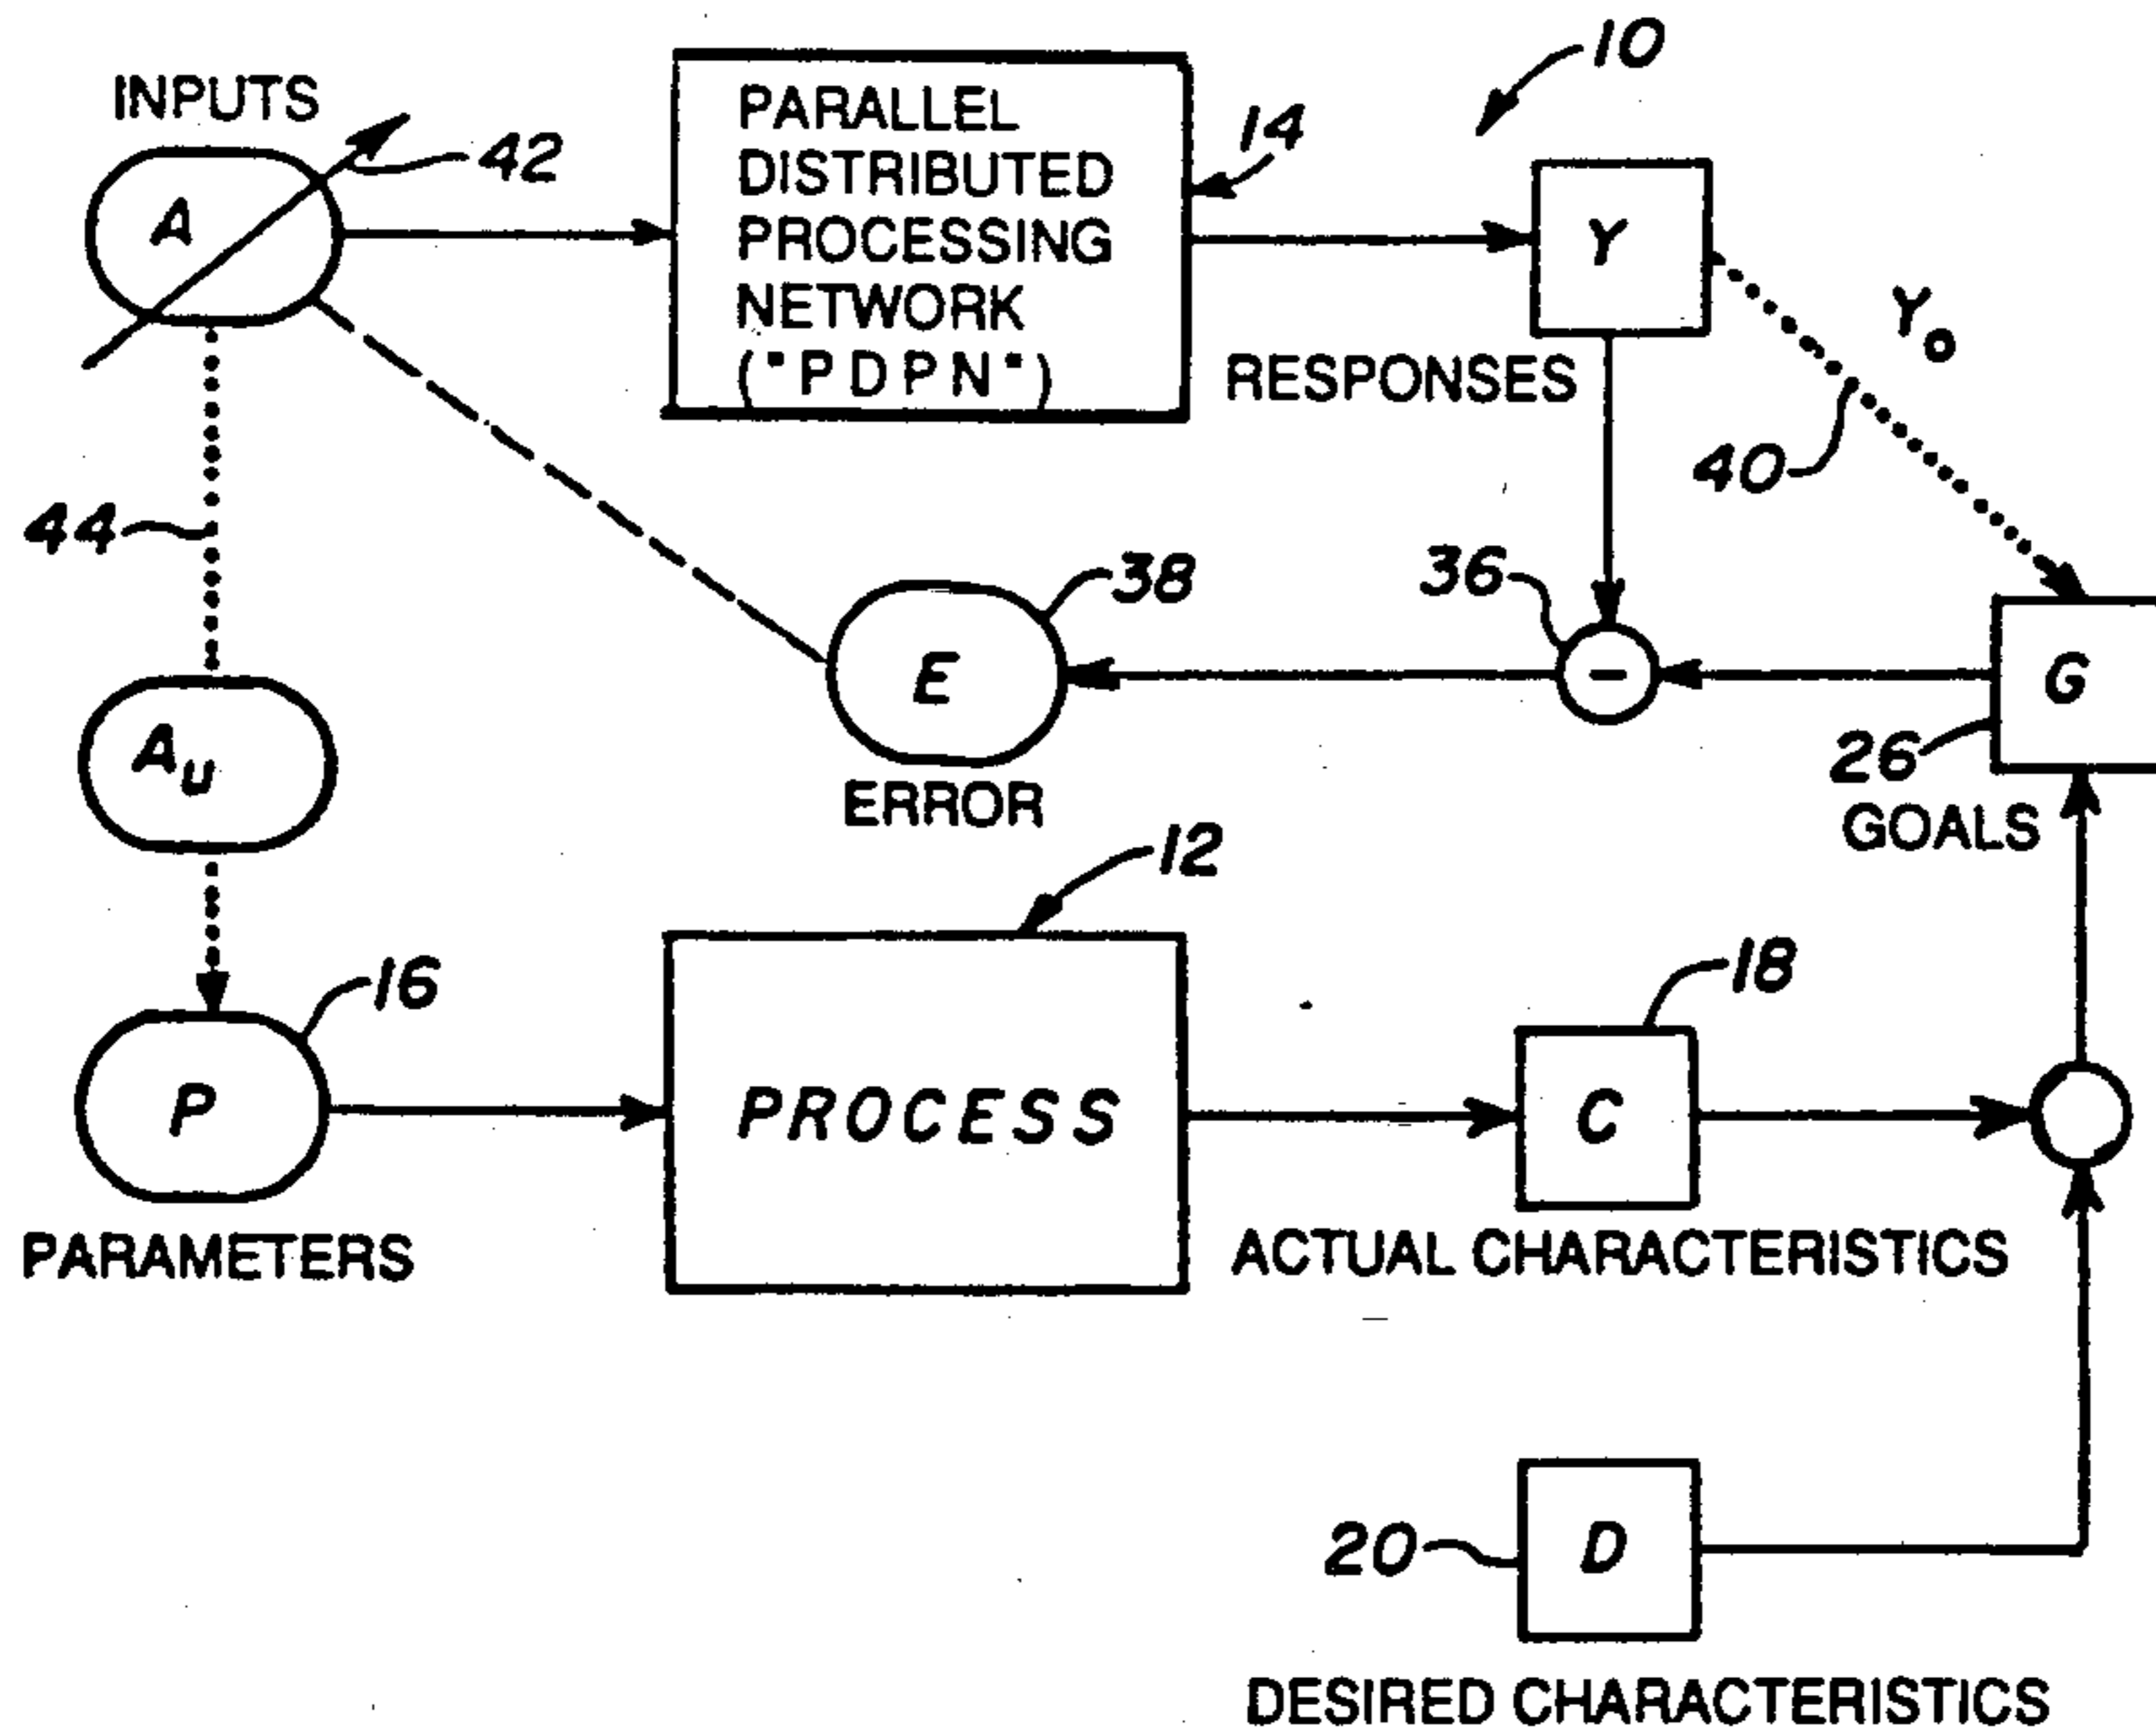 10
INPUTS
42
A
PARALLEL
DISTRIBUTED
PROCESSING
NETWORK
("PDPN")
14
Y
Y₀
RESPONSES
40
44
36
38
E
−
G
26
ERROR
GOALS
Aᵤ
12
16
18
P
PROCESS
C
PARAMETERS
ACTUAL CHARACTERISTICS
20
D
DESIRED CHARACTERISTICS